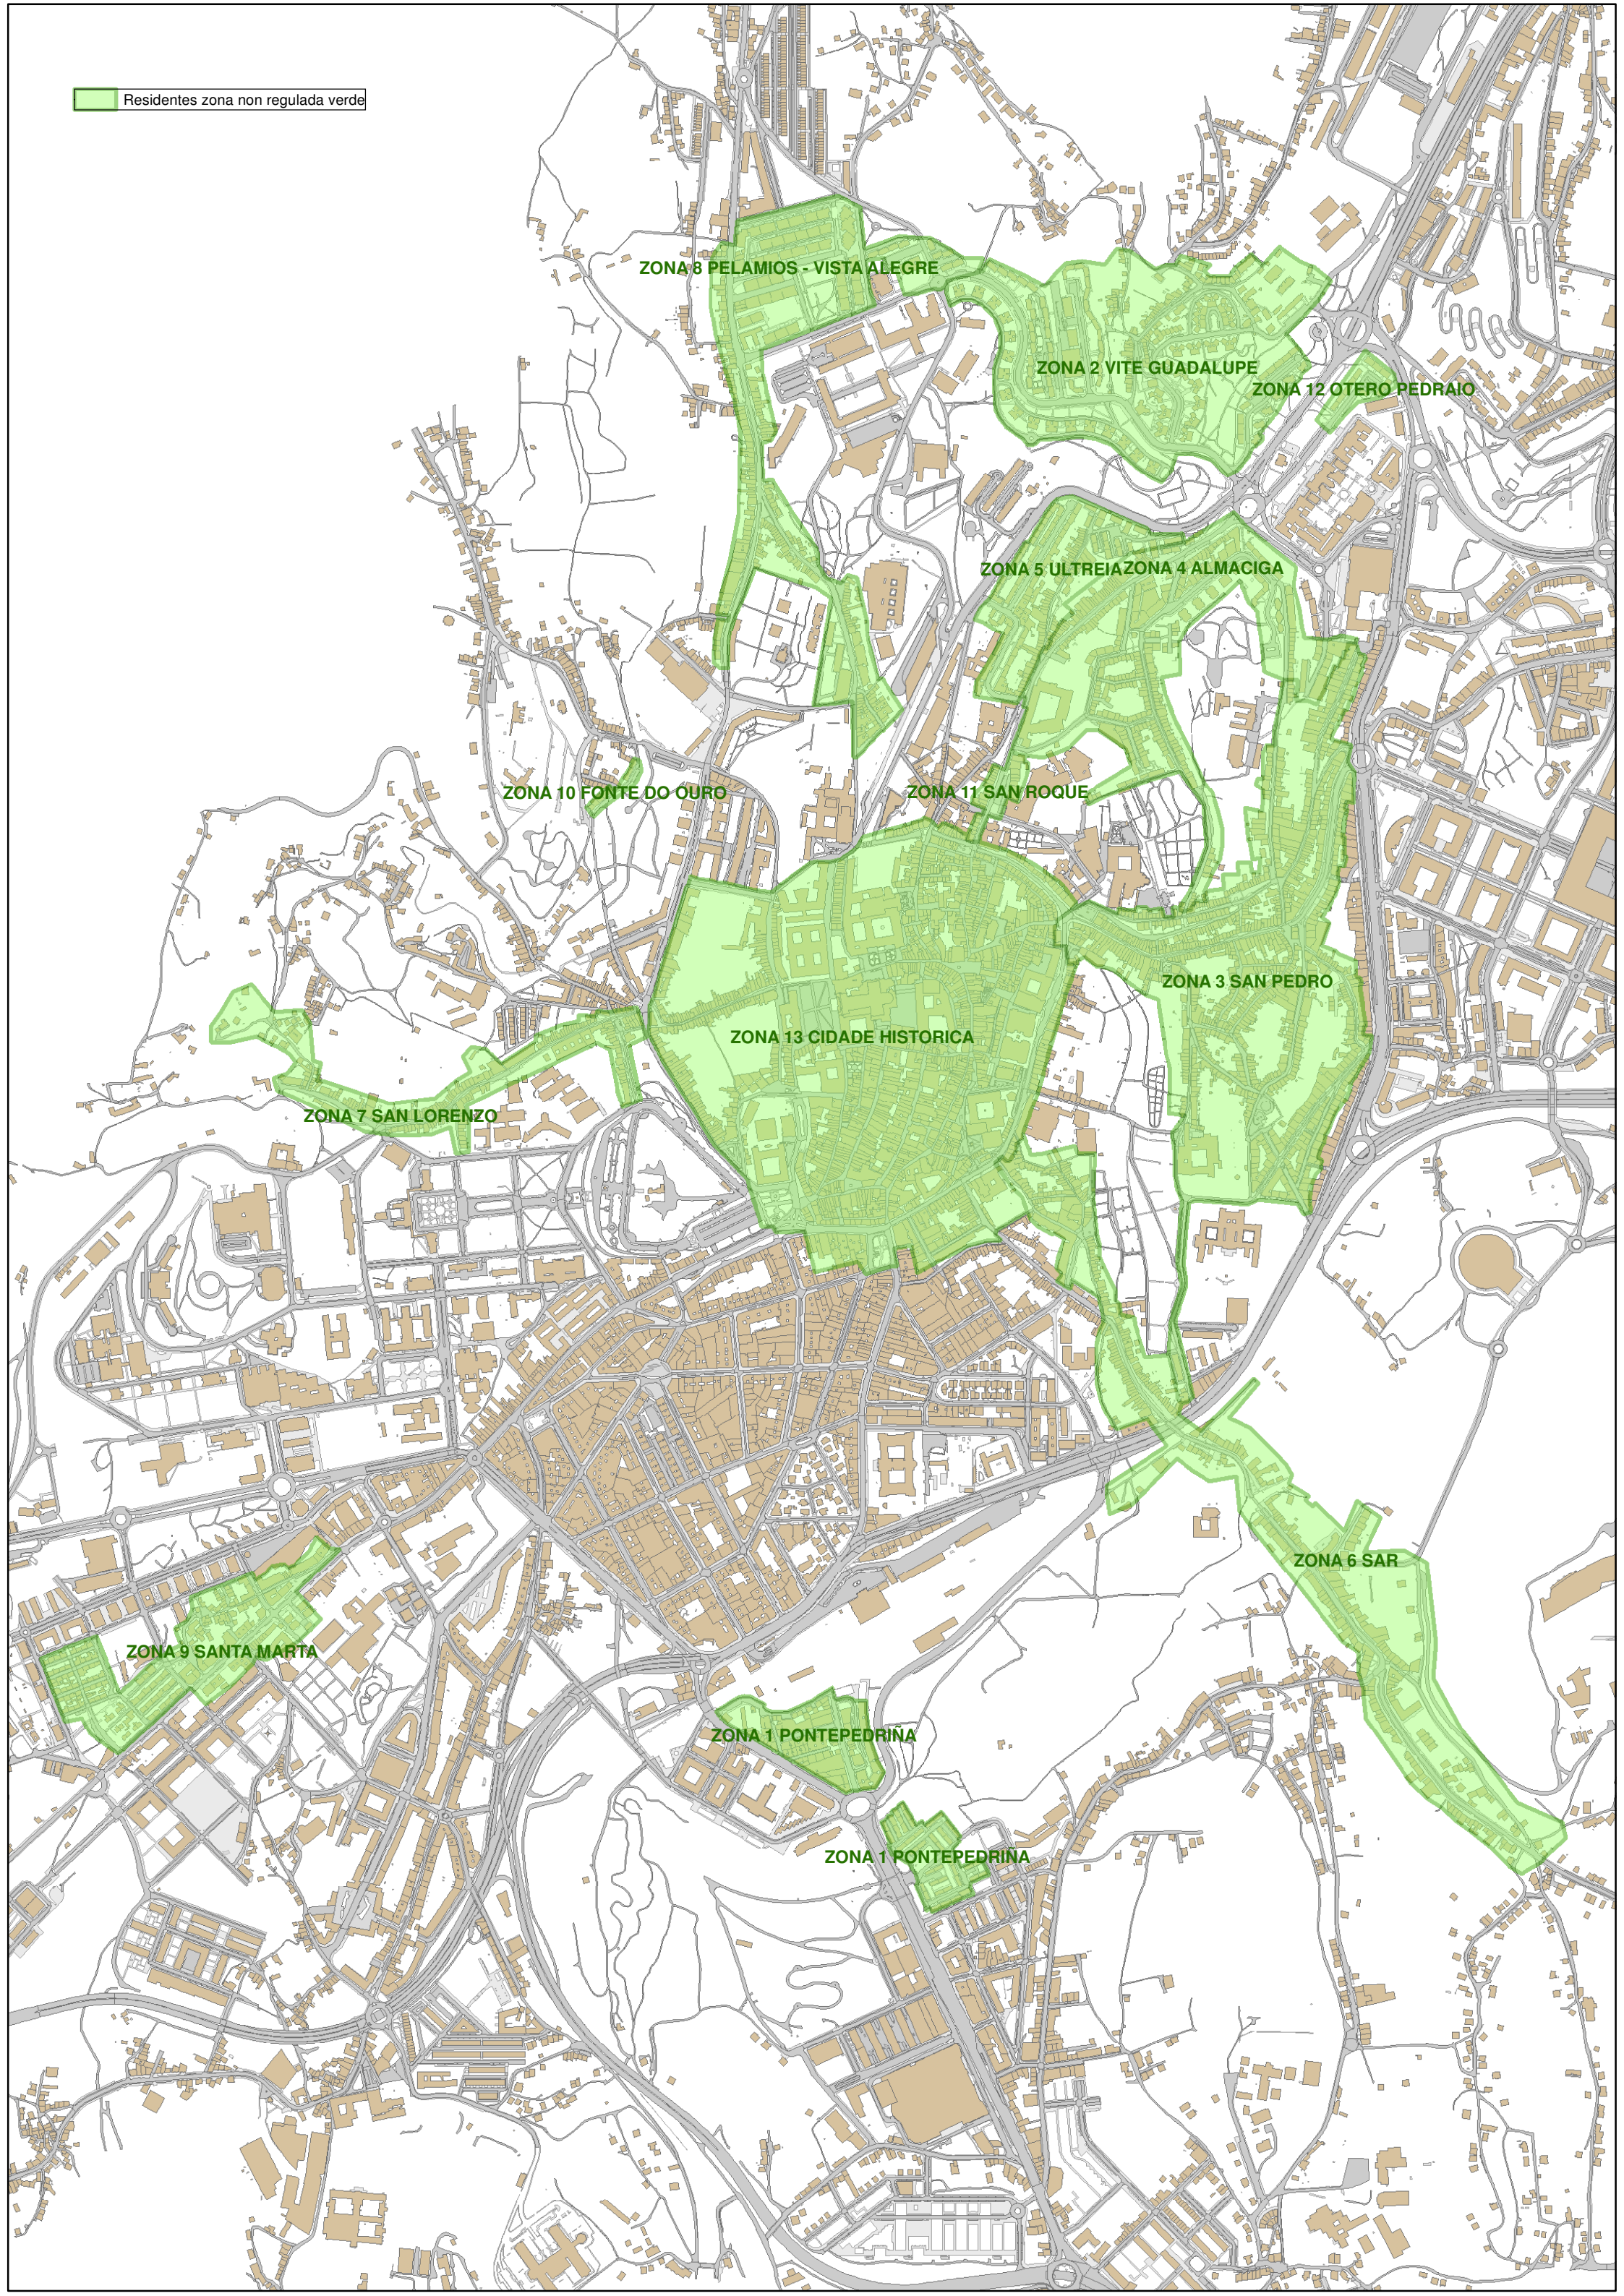 Residentes zona non regulada verde
ZONA 8 PELAMIOS - VISTA ALEGRE
ZONA 2 VITE GUADALUPE
ZONA 12 OTERO PEDRAIO
ZONA 5 ULTREIA
ZONA 4 ALMACIGA
ZONA 10 FONTE DO OURO
ZONA 11 SAN ROQUE
ZONA 3 SAN PEDRO
ZONA 13 CIDADE HISTORICA
ZONA 7 SAN LORENZO
ZONA 6 SAR
ZONA 9 SANTA MARTA
ZONA 1 PONTEPEDRIÑA
ZONA 1 PONTEPEDRIÑA